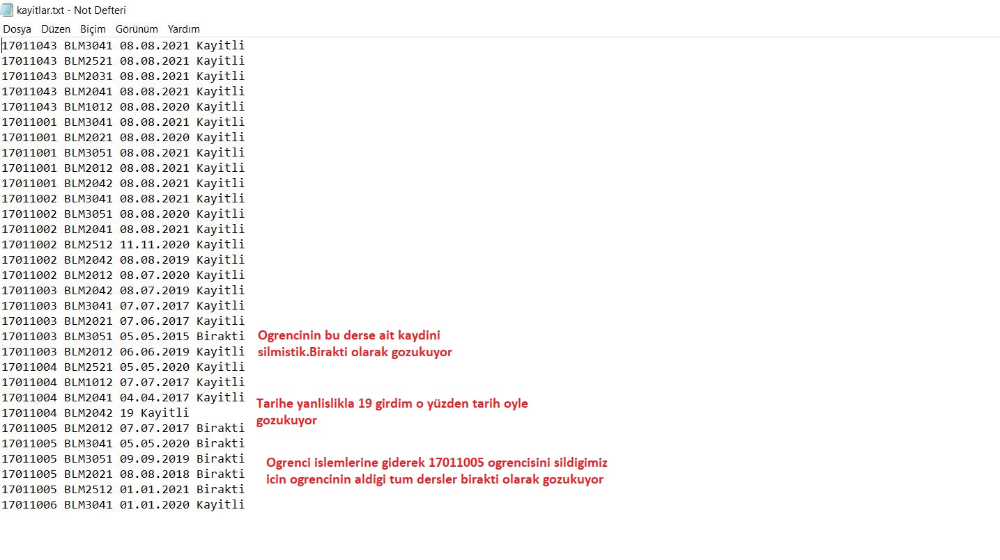 kayitlar.txt - Not Defteri
Dosya Düzen Biçim Görünüm Yardım
17011043 BLM3041 08.08.2021 Kayitli
17011043 BLM2521 08.08.2021 Kayitli
17011043 BLM2031 08.08.2021 Kayitli
17011043 BLM2041 08.08.2021 Kayitli
17011043 BLM1012 08.08.2020 Kayitli
17011001 BLM3041 08.08.2021 Kayitli
17011001 BLM2021 08.08.2020 Kayitli
17011001 BLM3051 08.08.2021 Kayitli
17011001 BLM2012 08.08.2021 Kayitli
17011001 BLM2042 08.08.2021 Kayitli
17011002 BLM3041 08.08.2021 Kayitli
17011002 BLM3051 08.08.2020 Kayitli
17011002 BLM2041 08.08.2021 Kayitli
17011002 BLM2512 11.11.2020 Kayitli
17011002 BLM2042 08.08.2019 Kayitli
17011002 BLM2012 08.07.2020 Kayitli
17011003 BLM2042 08.07.2019 Kayitli
17011003 BLM3041 07.07.2017 Kayitli
17011003 BLM2021 07.06.2017 Kayitli
17011003 BLM3051 05.05.2015 Birakti
17011003 BLM2012 06.06.2019 Kayitli
Ogrencinin bu derse ait kaydini
silmistik.Birakti olarak gozukuyor
17011004 BLM2521 05.05.2020 Kayitli
17011004 BLM1012 07.07.2017 Kayitli
17011004 BLM2041 04.04.2017 Kayitli
17011004 BLM2042 19 Kayitli
Tarihe yanlislikla 19 girdim o yüzden tarih oyle
gozukuyor
17011005 BLM2012 07.07.2017 Birakti
17011005 BLM3041 05.05.2020 Birakti
17011005 BLM3051 09.09.2019 Birakti
17011005 BLM2021 08.08.2018 Birakti
17011005 BLM2512 01.01.2021 Birakti
Ogrenci islemlerine giderek 17011005 ogrencisini sildigimiz
icin ogrencinin aldigi tum dersler birakti olarak gozukuyor
17011006 BLM3041 01.01.2020 Kayitli